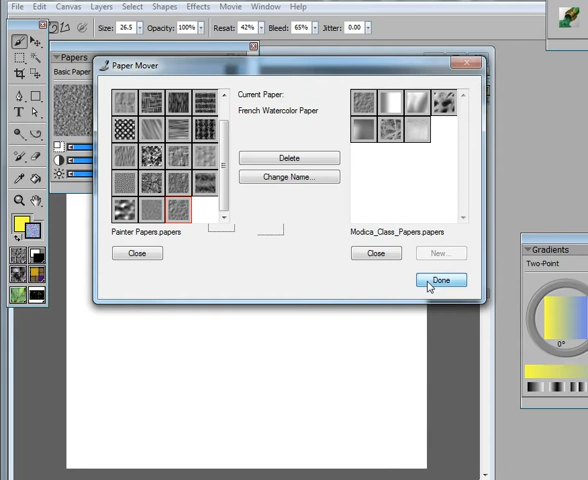 File Edit Canvas Layers Select Shapes Effects Movie Window Help
Size: 26.5 Opacity: 100% Resat: 42% Bleed: 65% Jitter: 0.00
Papers
Basic Paper
Paper Mover
Current Paper:
French Watercolor Paper
Delete
Change Name...
Painter Papers.papers
Modica_Class_Papers.papers
Close
Close
New...
Done
T
Gradients
Two-Point
0°